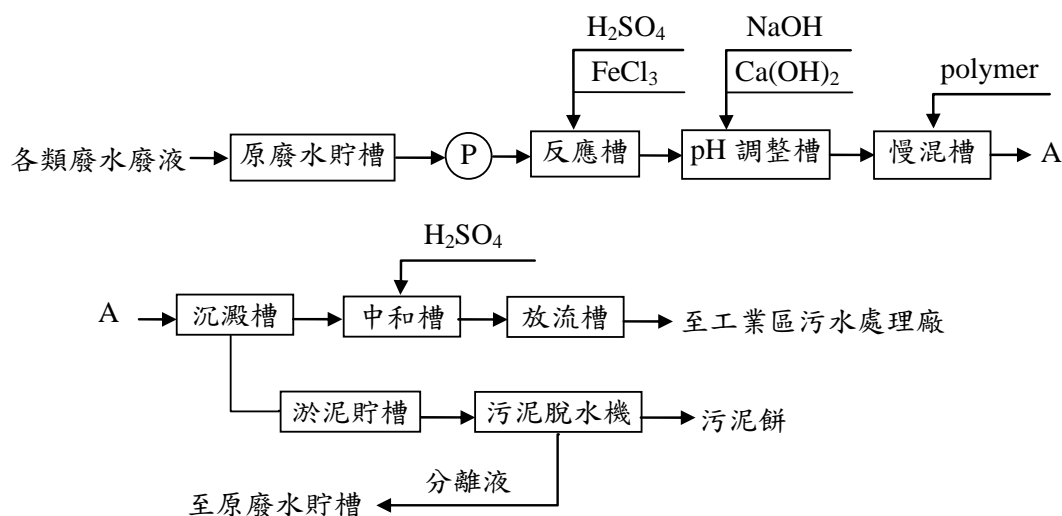 H₂SO₄
FeCl₃
NaOH
Ca(OH)₂
polymer
各類廢水廢液
原廢水貯槽
P
反應槽
pH 調整槽
慢混槽
A
H₂SO₄
A
沉澱槽
中和槽
放流槽
至工業區污水處理廠
淤泥貯槽
污泥脫水機
污泥餅
分離液
至原廢水貯槽